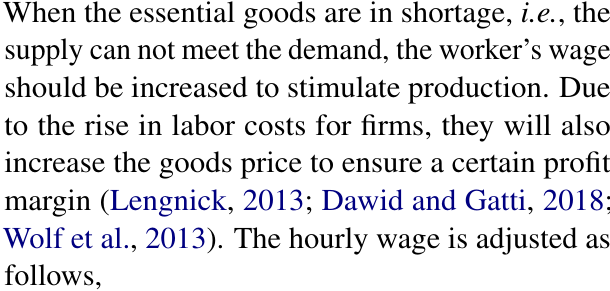 When the essential goods are in shortage, i.e., the
supply can not meet the demand, the worker's wage
should be increased to stimulate production. Due
to the rise in labor costs for firms, they will also
increase the goods price to ensure a certain profit
margin (Lengnick, 2013; Dawid and Gatti, 2018;
Wolf et al., 2013). The hourly wage is adjusted as
follows,